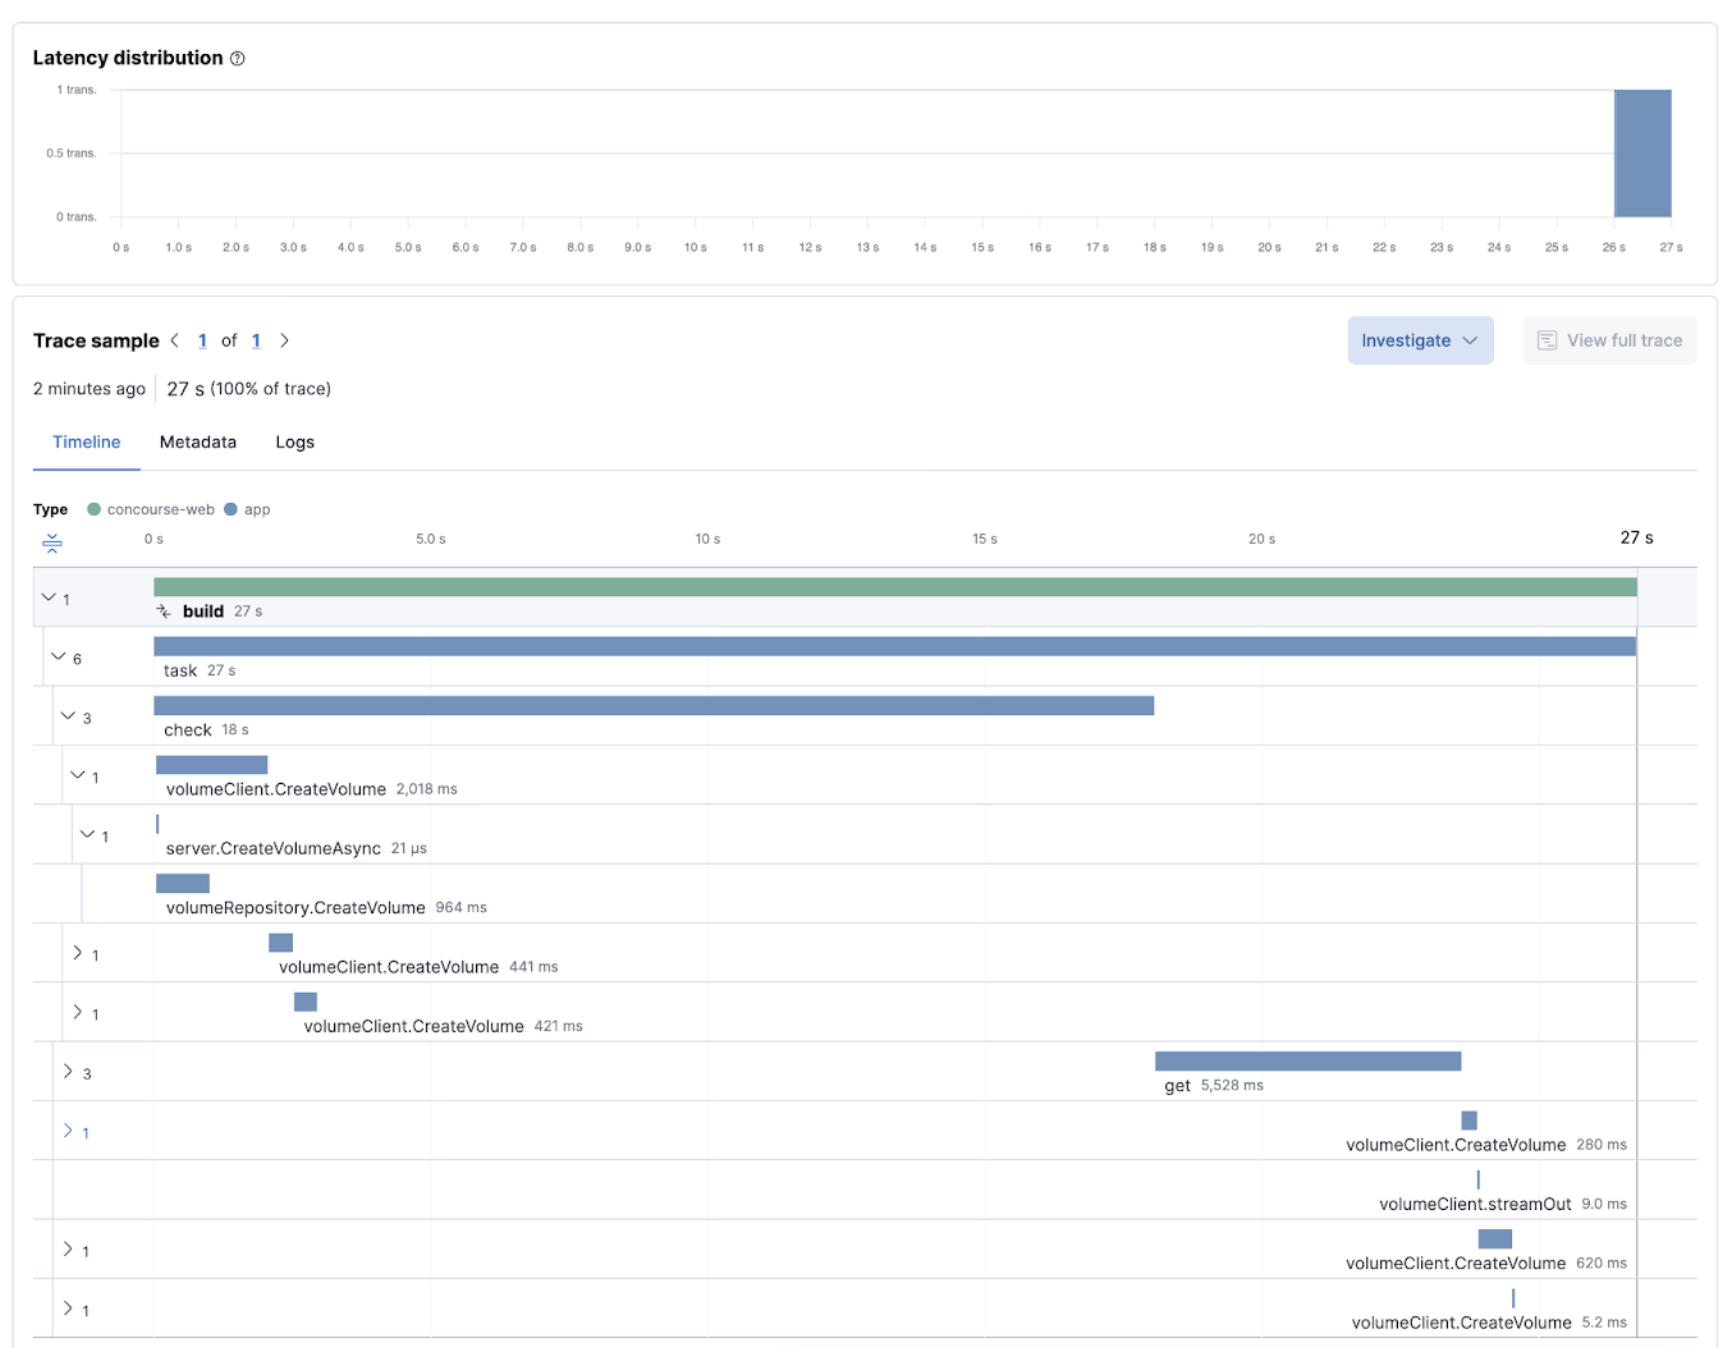 Latency distribution
1 trans.
0.5 trans.
0 trans.
0 s 1.0 s 2.0 s 3.0 s 4.0 s 5.0 s 6.0 s 7.0 s 8.0 s 9.0 s 10 s 11 s 12 s 13 s 14 s 15 s 16 s 17 s 18 s 19 s 20 s 21 s 22 s 23 s 24 s 25 s 26 s 27 s
Trace sample 1 of 1 Investigate View full trace
2 minutes ago 27 s (100% of trace)
Timeline Metadata Logs
Type concourse-web app
0 s 5.0 s 10 s 15 s 20 s 27 s
1
build 27 s
6
task 27 s
3
check 18 s
1
volumeClient.CreateVolume 2,018 ms
1
server.CreateVolumeAsync 21 μs
volumeRepository.CreateVolume 964 ms
1
volumeClient.CreateVolume 441 ms
1
volumeClient.CreateVolume 421 ms
3
get 5,528 ms
1
volumeClient.CreateVolume 280 ms
volumeClient.streamOut 9.0 ms
1
volumeClient.CreateVolume 620 ms
1
volumeClient.CreateVolume 5.2 ms